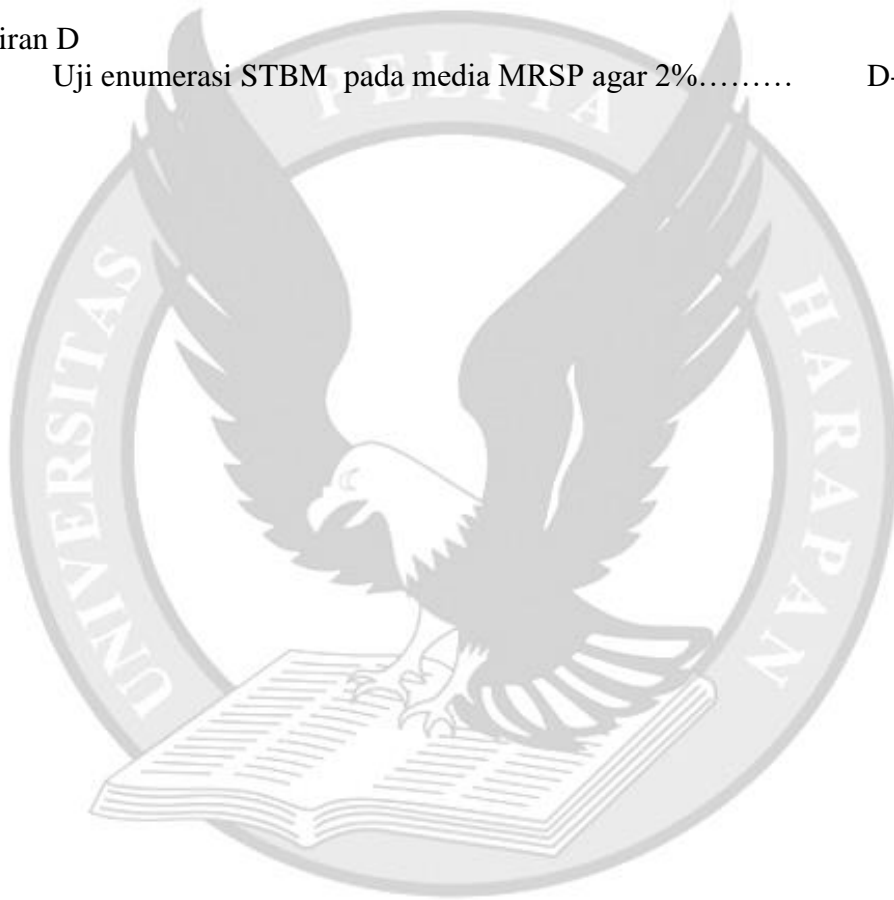 iran D
Uji enumerasi STBM pada media MRSP agar 2%……… D-
UNIVERSITAS PELITA HARAPAN